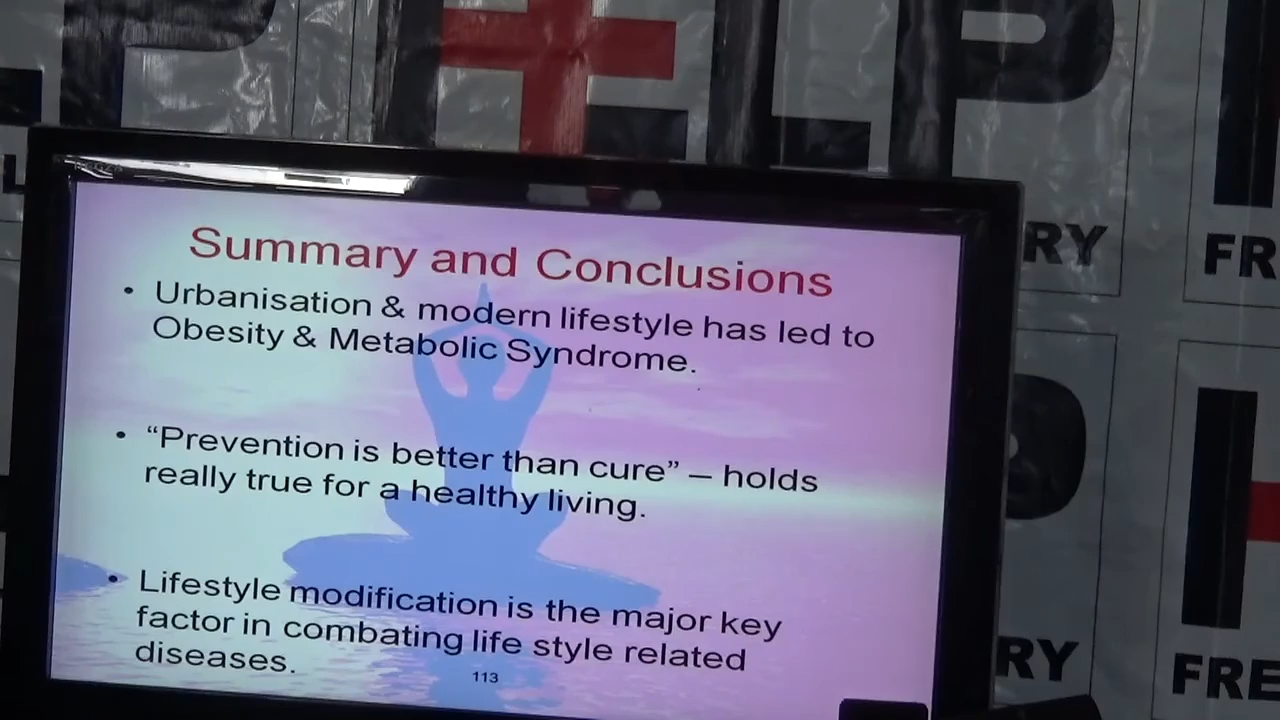 HELP
Summary and Conclusions
• Urbanisation & modern lifestyle has led to
Obesity & Metabolic Syndrome.
• “Prevention is better than cure” – holds
really true for a healthy living.
• Lifestyle modification is the major key
factor in combating life style related
diseases.
113
RY
FR
RY
FRE